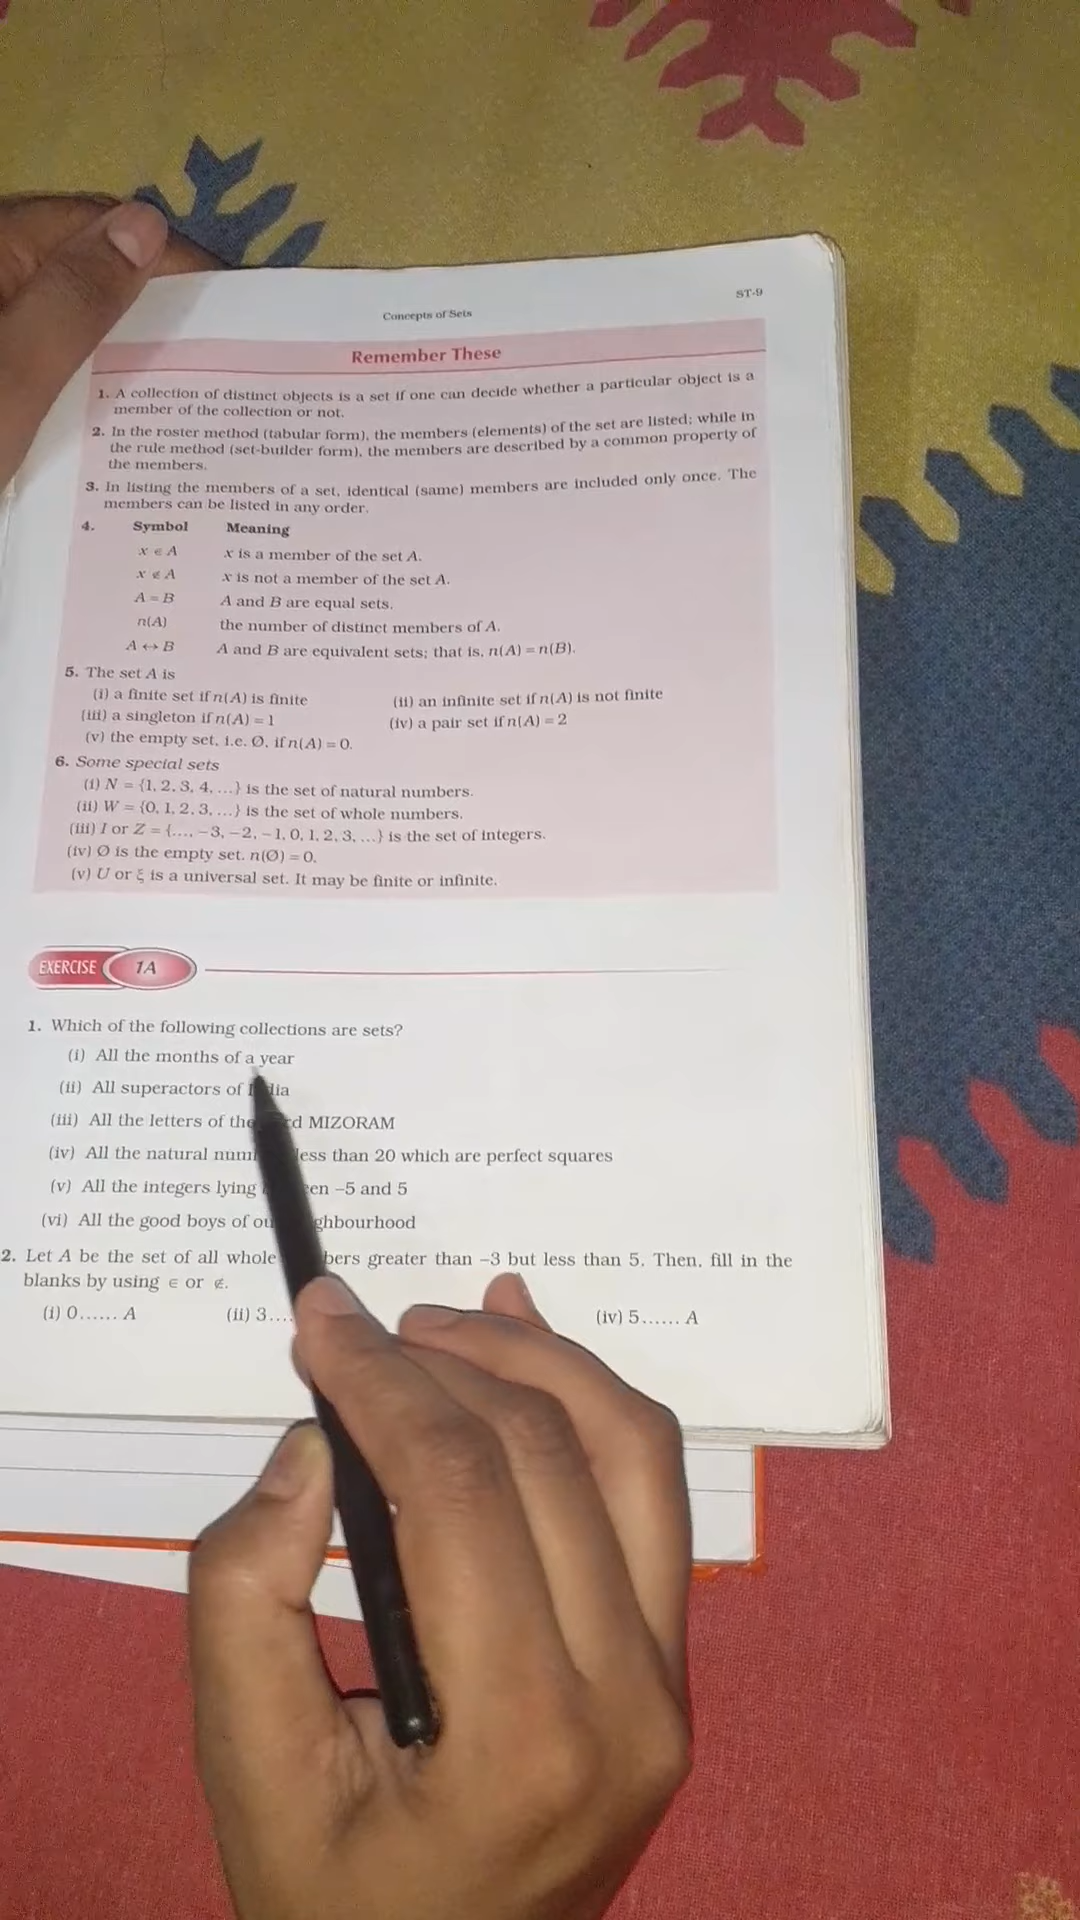 ST-9
Concepts of Sets
Remember These
1. A collection of distinct objects is a set if one can decide whether a particular object is a
member of the collection or not.
2. In the roster method (tabular form), the members (elements) of the set are listed; while in
the rule method (set-builder form), the members are described by a common property of
the members.
3. In listing the members of a set, identical (same) members are included only once. The
members can be listed in any order.
4. Symbol Meaning
x ∈ A x is a member of the set A.
x ∉ A x is not a member of the set A.
A = B A and B are equal sets.
n(A) the number of distinct members of A.
A ↔ B A and B are equivalent sets; that is, n(A) = n(B).
5. The set A is
(i) a finite set if n(A) is finite (ii) an infinite set if n(A) is not finite
(iii) a singleton if n(A) = 1 (iv) a pair set if n(A) = 2
(v) the empty set, i.e. Ø, if n(A) = 0.
6. Some special sets
(i) N = {1, 2, 3, 4, ...} is the set of natural numbers.
(ii) W = {0, 1, 2, 3, ...} is the set of whole numbers.
(iii) I or Z = {..., −3, −2, −1, 0, 1, 2, 3, ...} is the set of integers.
(iv) Ø is the empty set. n(Ø) = 0.
(v) U or ξ is a universal set. It may be finite or infinite.
EXERCISE 1A
1. Which of the following collections are sets?
(i) All the months of a year
(ii) All superactors of
(iii) All the letters of the MIZORAM
(iv) All the natural less than 20 which are perfect squares
(v) All the integers lying −5 and 5
(vi) All the good boys of
2. Let A be the set of all whole greater than −3 but less than 5. Then, fill in the
blanks by using ∈ or ∉.
(i) 0...... A (ii) 3.... (iv) 5...... A